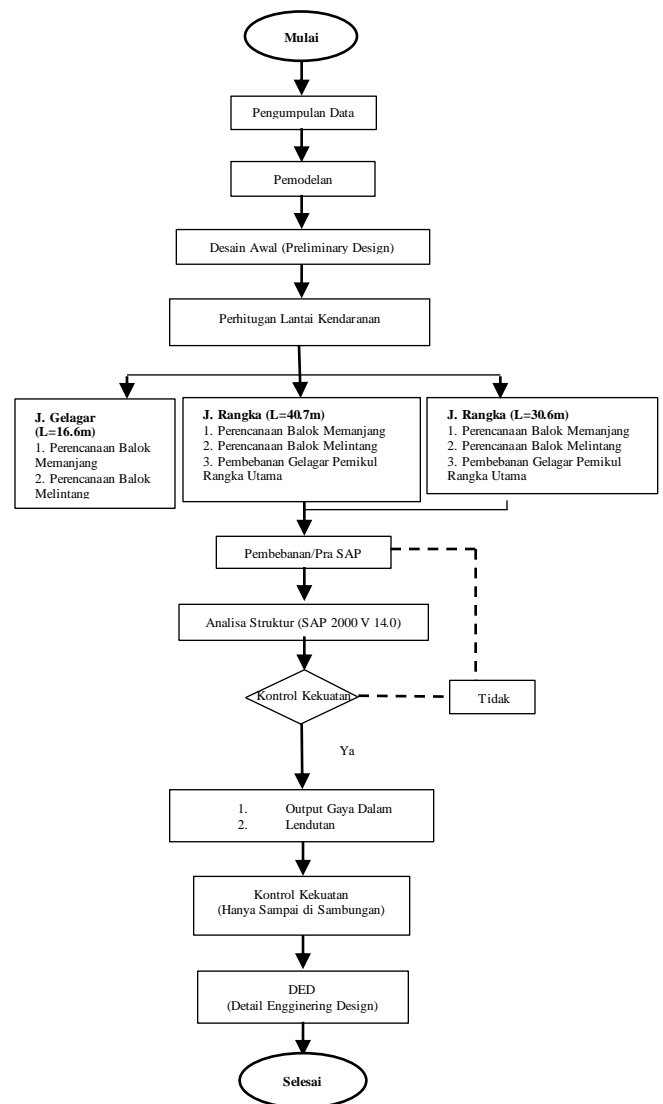 Mulai
Pengumpulan Data
Pemodelan
Desain Awal (Preliminary Design)
Perhitugan Lantai Kendaranan
J. Gelagar
(L=16.6m)
1. Perencanaan Balok
Memanjang
2. Perencanaan Balok
Melintang
J. Rangka (L=40.7m)
1. Perencanaan Balok Memanjang
2. Perencanaan Balok Melintang
3. Pembebanan Gelagar Pemikul
Rangka Utama
J. Rangka (L=30.6m)
1. Perencanaan Balok Memanjang
2. Perencanaan Balok Melintang
3. Pembebanan Gelagar Pemikul
Rangka Utama
Pembebanan/Pra SAP
Analisa Struktur (SAP 2000 V 14.0)
Kontrol Kekuatan
Tidak
Ya
1. Output Gaya Dalam
2. Lendutan
Kontrol Kekuatan
(Hanya Sampai di Sambungan)
DED
(Detail Engginering Design)
Selesai